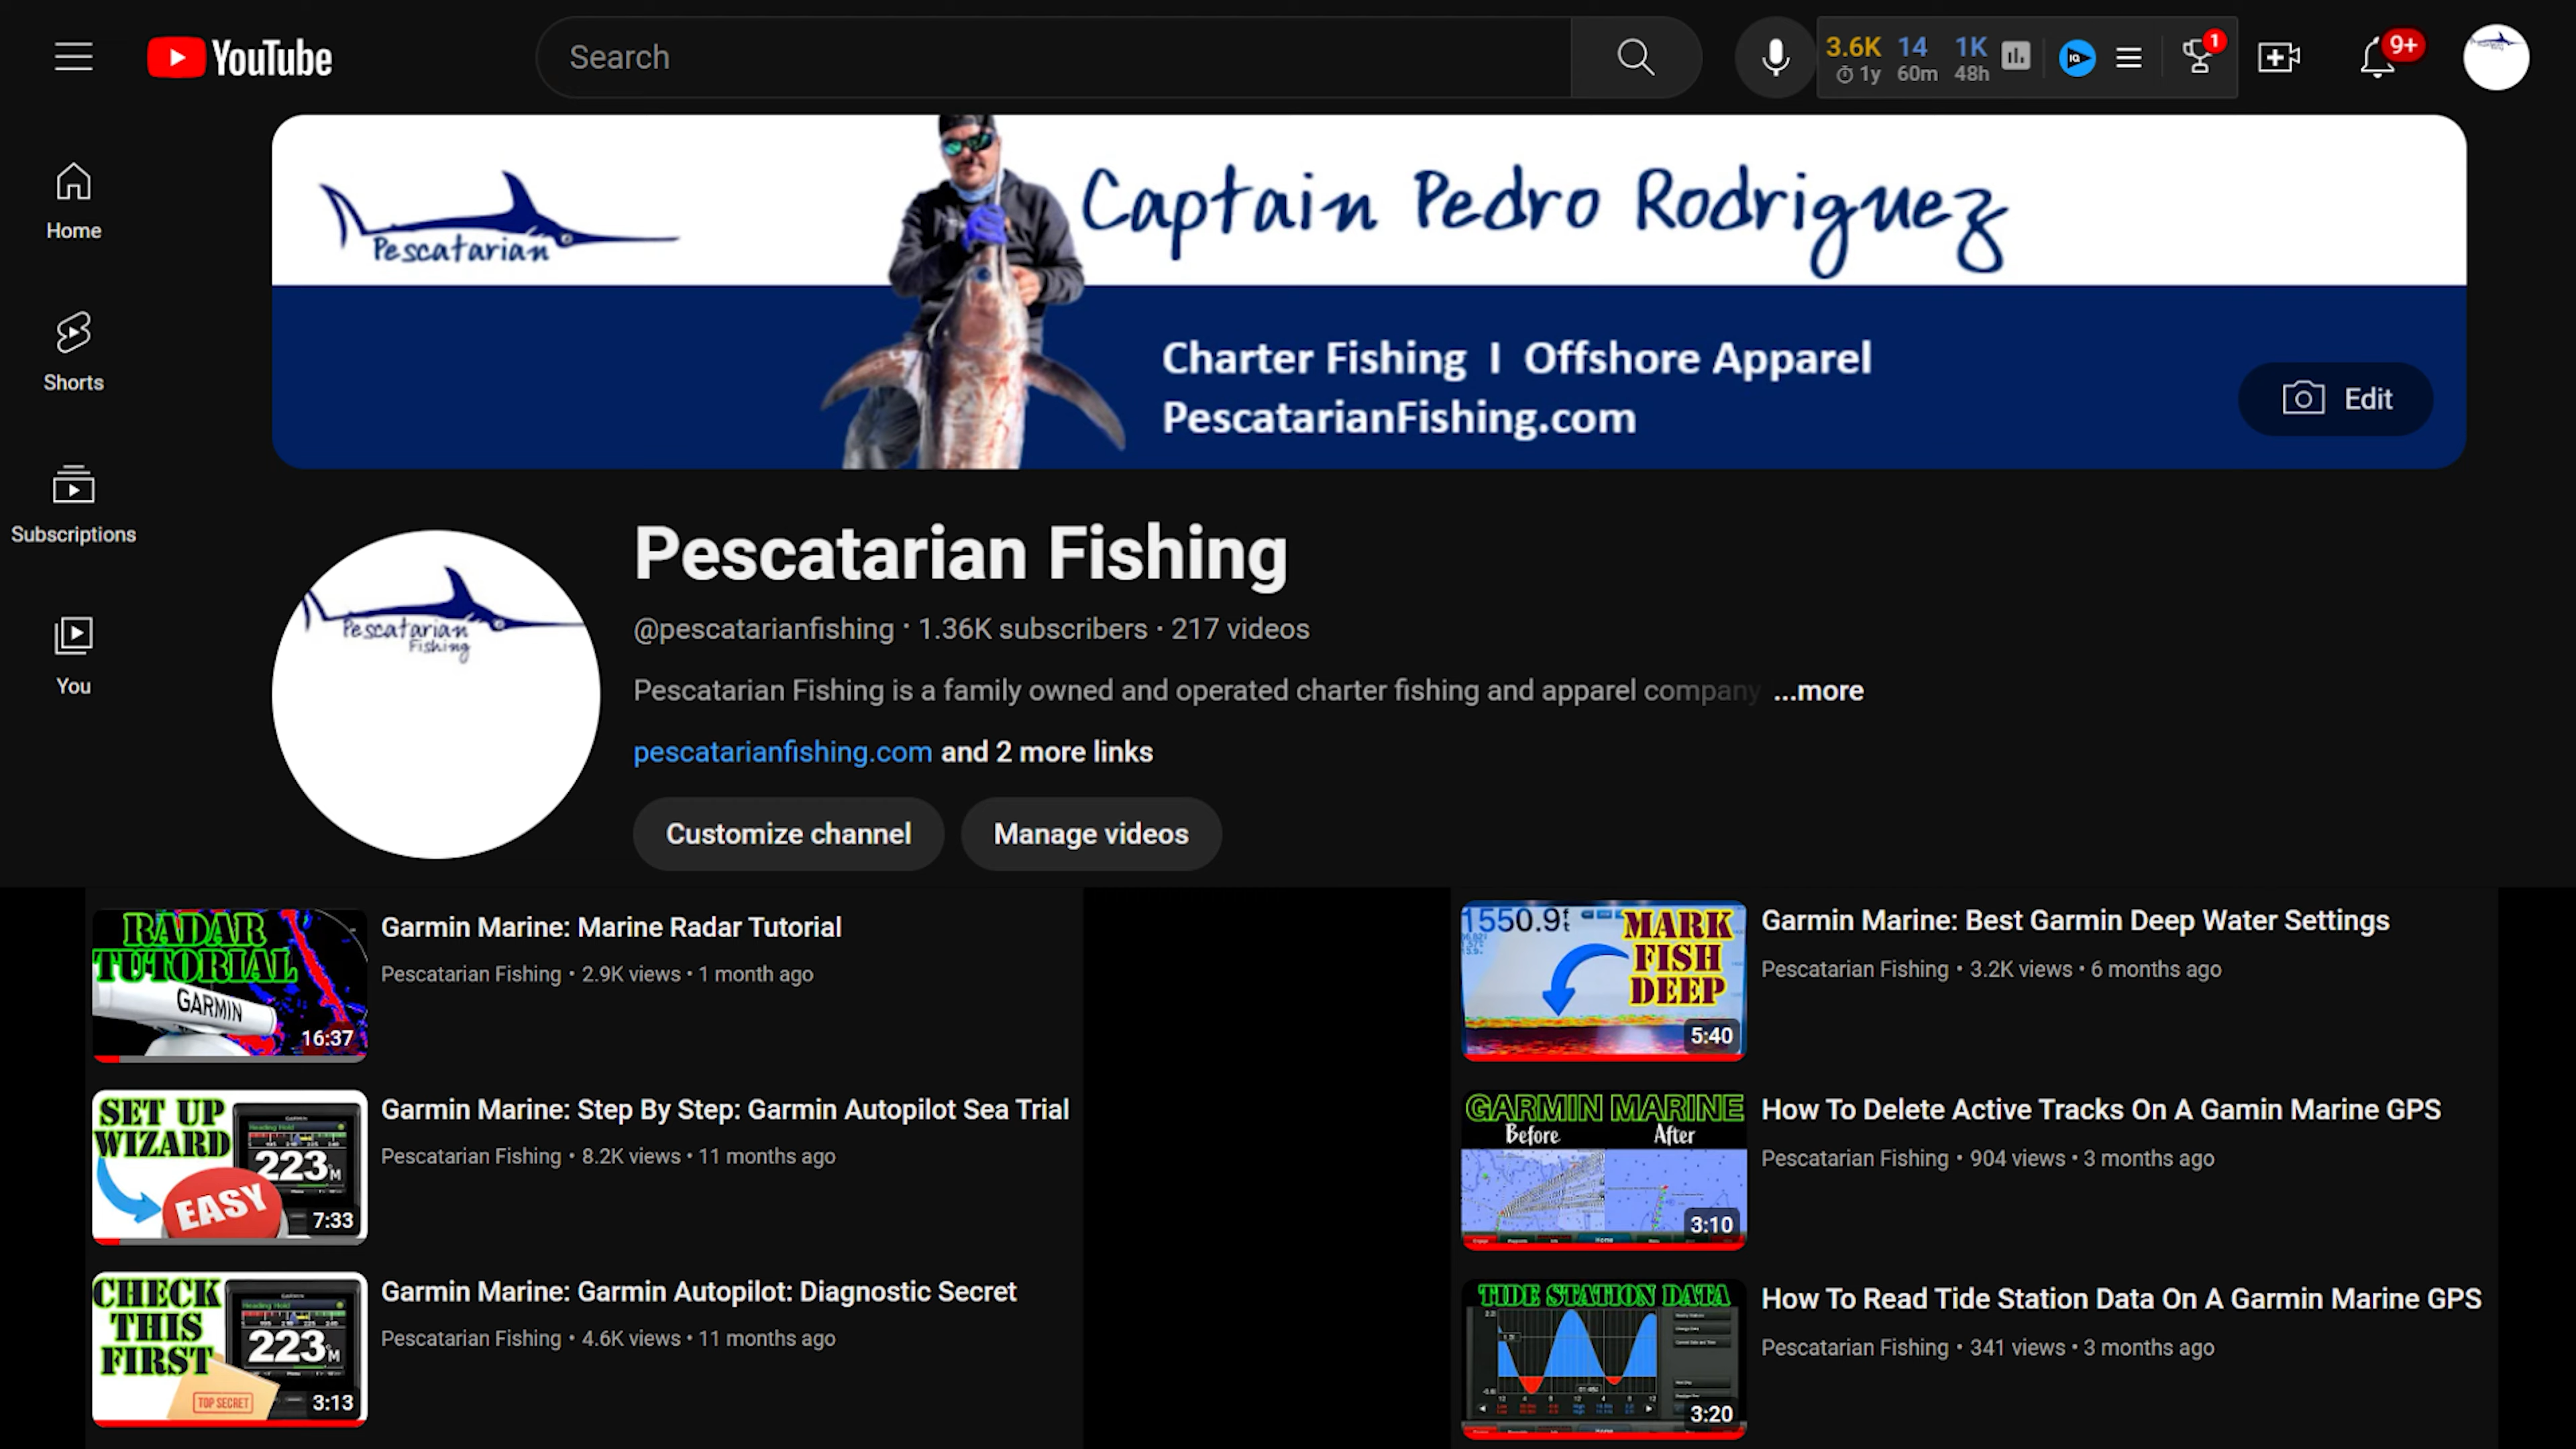 YouTube
Search
3.6K 14 1K
1y 60m 48h
IQ
1
9+
Home
Shorts
Subscriptions
You
Pescatarian
Captain Pedro Rodriguez
Charter Fishing I Offshore Apparel
PescatarianFishing.com
Edit
Pescatarian
Fishing
Pescatarian Fishing
@pescatarianfishing · 1.36K subscribers · 217 videos
Pescatarian Fishing is a family owned and operated charter fishing and apparel company ...more
pescatarianfishing.com and 2 more links
Customize channel
Manage videos
RADAR
TUTORIAL
GARMIN
16:37
Garmin Marine: Marine Radar Tutorial
Pescatarian Fishing • 2.9K views • 1 month ago
SET UP
WIZARD
Heading Hold
223°M
EASY
7:33
Garmin Marine: Step By Step: Garmin Autopilot Sea Trial
Pescatarian Fishing • 8.2K views • 11 months ago
CHECK
THIS
FIRST
Heading Hold
223°M
TOP SECRET
3:13
Garmin Marine: Garmin Autopilot: Diagnostic Secret
Pescatarian Fishing • 4.6K views • 11 months ago
1550.9ft
MARK
FISH
DEEP
5:40
Garmin Marine: Best Garmin Deep Water Settings
Pescatarian Fishing • 3.2K views • 6 months ago
GARMIN MARINE
Before After
3:10
How To Delete Active Tracks On A Gamin Marine GPS
Pescatarian Fishing • 904 views • 3 months ago
TIDE STATION DATA
3:20
How To Read Tide Station Data On A Garmin Marine GPS
Pescatarian Fishing • 341 views • 3 months ago